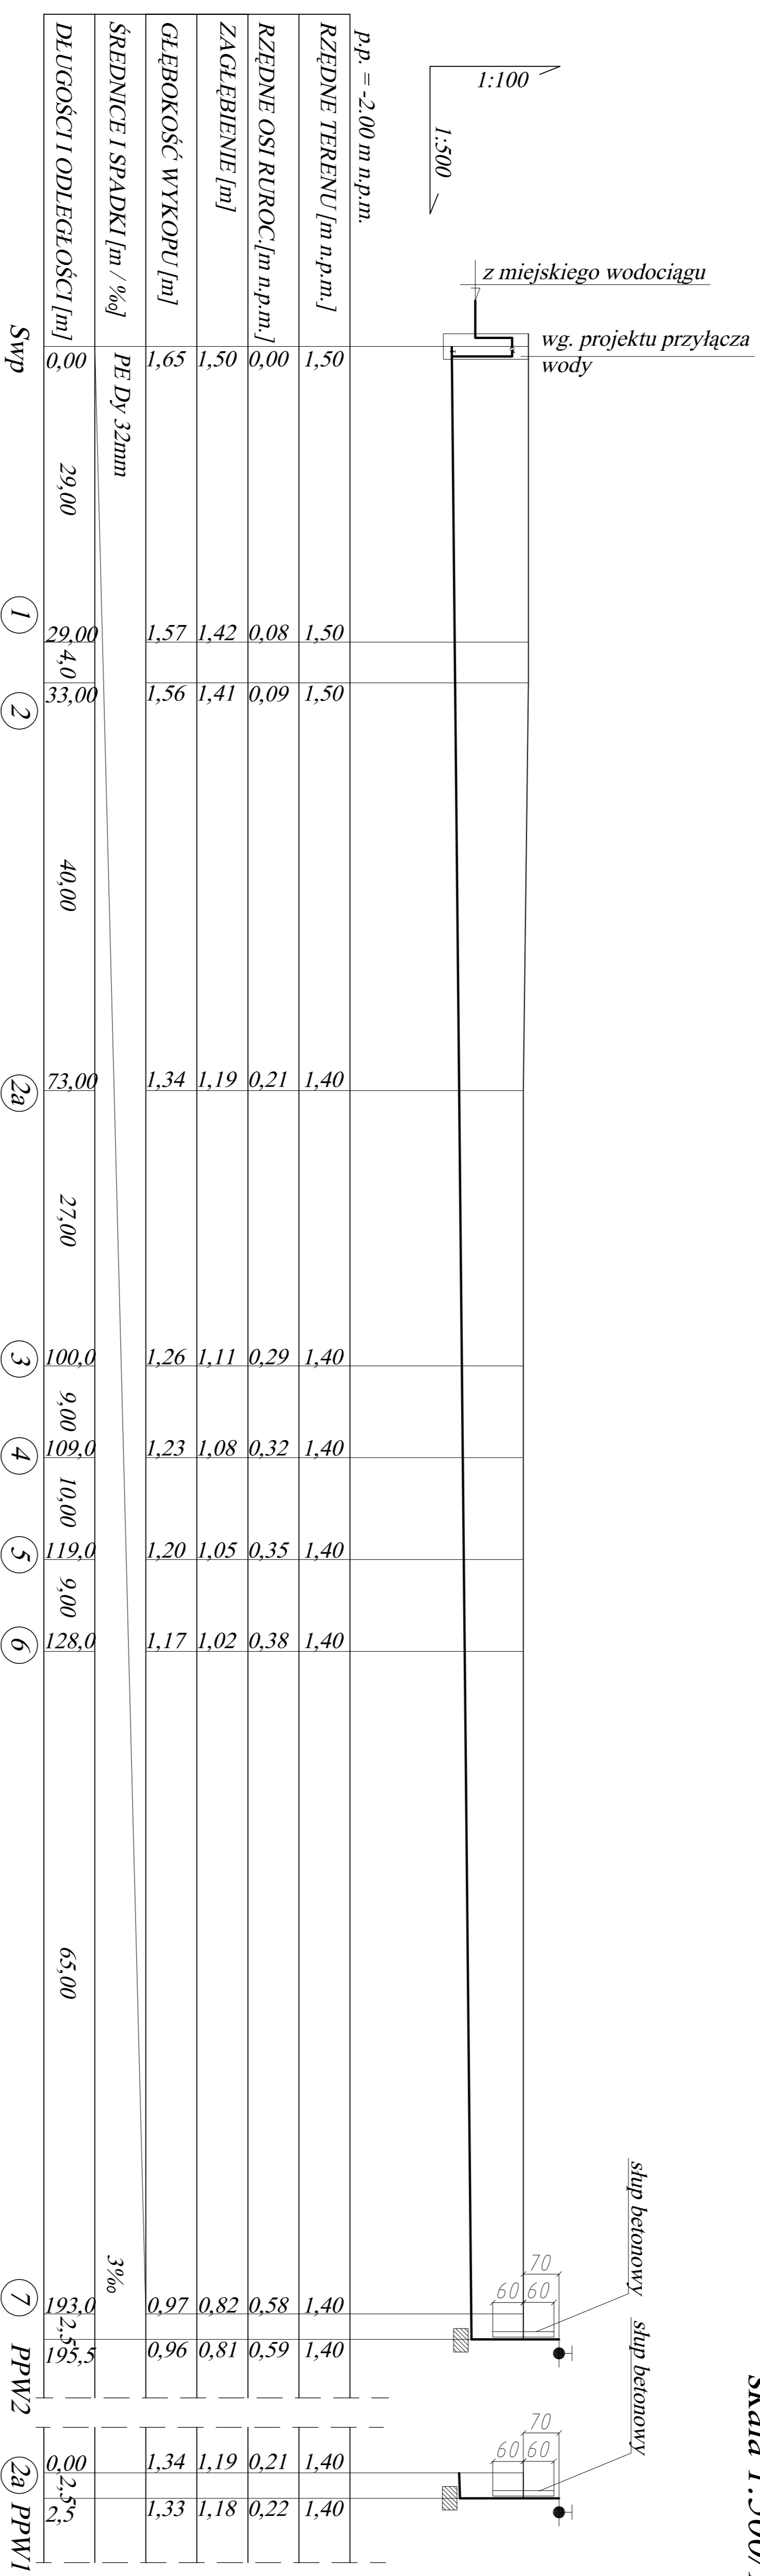 skala 1:500/
1:100
1:500
z miejskiego wodociągu
wg. projektu przyłącza
wody
słup betonowy
słup betonowy
70
60 60
70
60 60
p.p. = -2.00 m n.p.m.
RZĘDNE TERENU [m n.p.m.] 1,50 1,50 1,50 1,40 1,40 1,40 1,40 1,40 1,40 1,40 1,40 1,40
RZĘDNE OSI RUROC.[m n.p.m.] 0,00 0,08 0,09 0,21 0,29 0,32 0,35 0,38 0,58 0,59 0,21 0,22
ZAGŁĘBIENIE [m] 1,50 1,42 1,41 1,19 1,11 1,08 1,05 1,02 0,82 0,81 1,19 1,18
GŁĘBOKOŚĆ WYKOPU [m] 1,65 1,57 1,56 1,34 1,26 1,23 1,20 1,17 0,97 0,96 1,34 1,33
ŚREDNICE I SPADKI [m / ‰] PE Dy 32mm 3‰
DŁUGOŚCI I ODLEGŁOŚCI [m] 0,00 29,00 29,00 4,0 33,00 40,00 73,00 27,00 100,0 9,00 109,0 10,00 119,0 9,00 128,0 65,00 193,0 2,5 195,5 0,00 2,5 2,5
Swp 1 2 2a 3 4 5 6 7 PPW2 2a PPW1